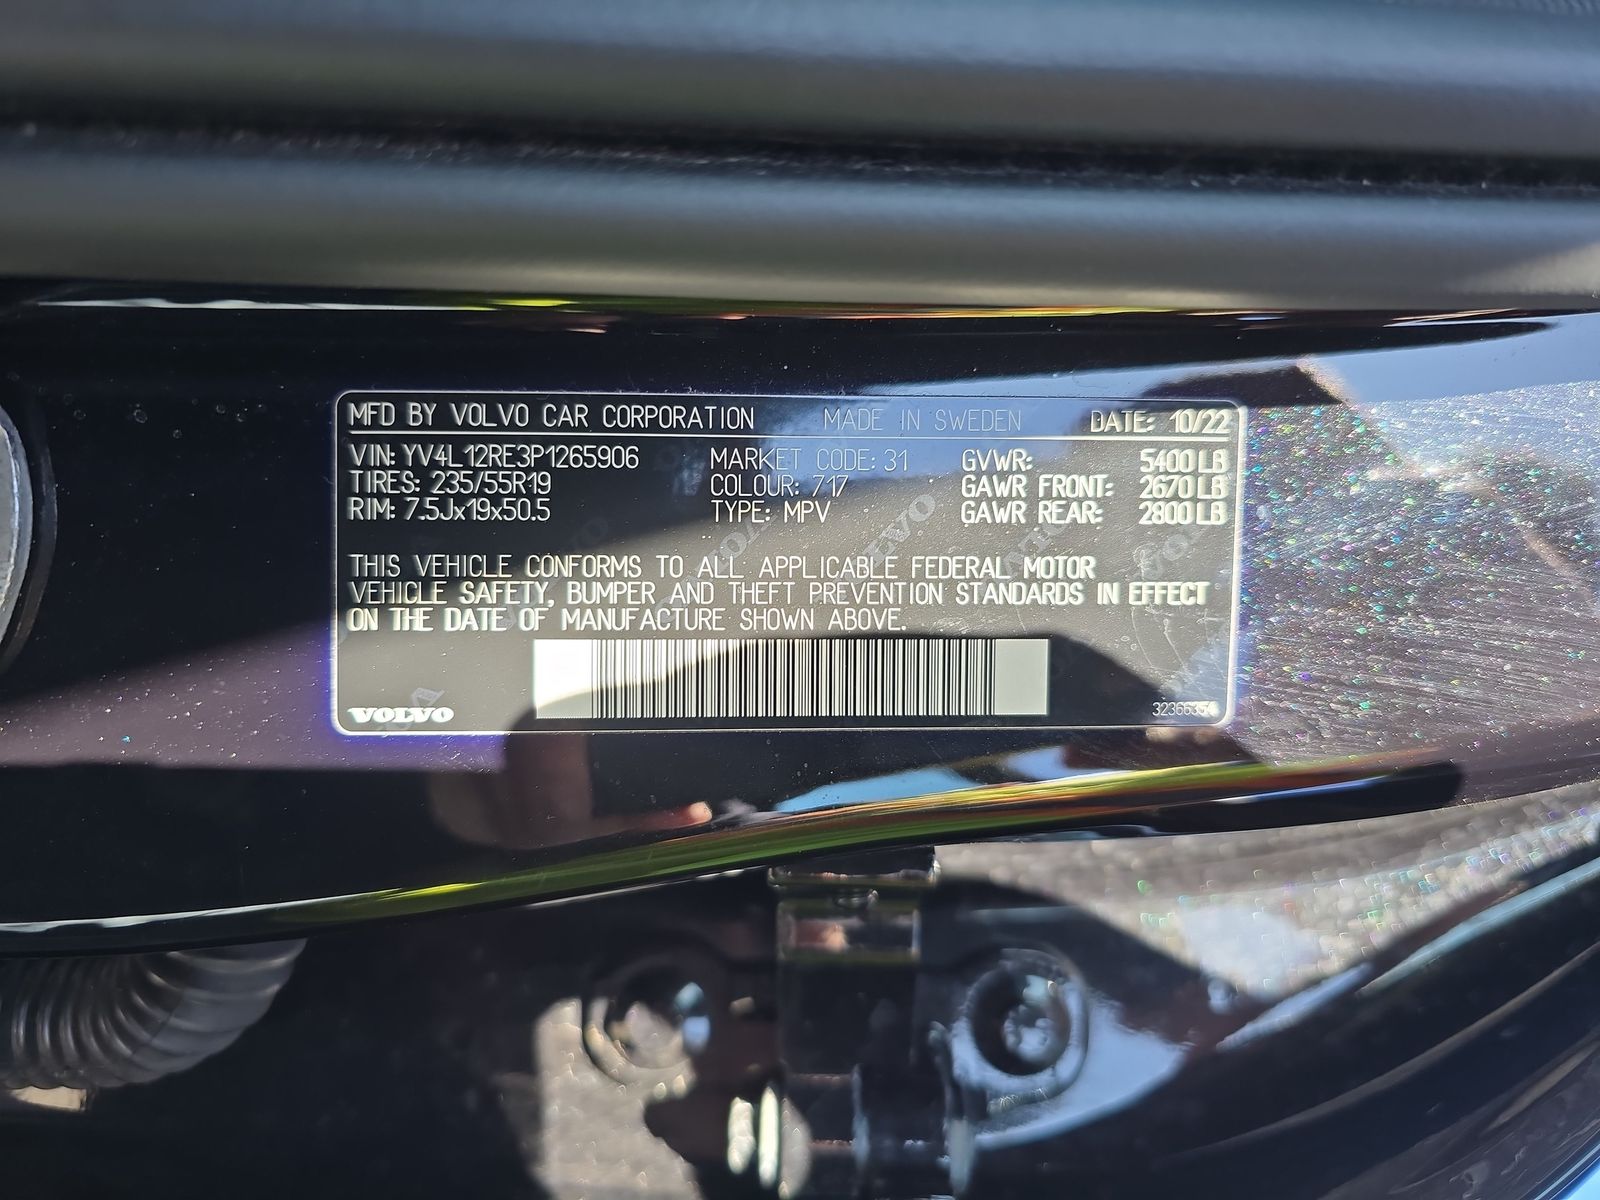 MFD BY VOLVO CAR CORPORATION MADE IN SWEDEN DATE: 10/22
VIN: YV4L12RE3P1265906 MARKET CODE: 31 GVWR: 5400 LB
TIRES: 235/55R19 COLOUR: 717 GAWR FRONT: 2670 LB
RIM: 7.5Jx19x50.5 TYPE: MPV GAWR REAR: 2800 LB
THIS VEHICLE CONFORMS TO ALL APPLICABLE FEDERAL MOTOR
VEHICLE SAFETY, BUMPER AND THEFT PREVENTION STANDARDS IN EFFECT
ON THE DATE OF MANUFACTURE SHOWN ABOVE.
VOLVO